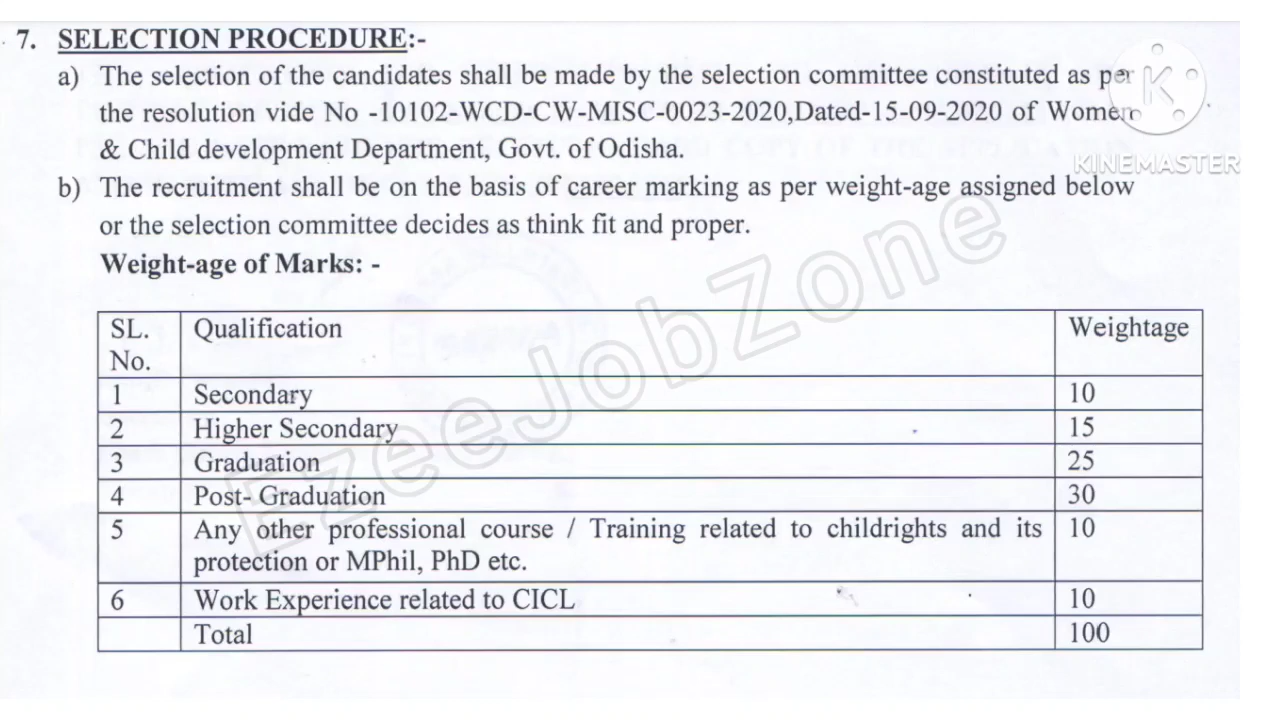 7. SELECTION PROCEDURE:-
a) The selection of the candidates shall be made by the selection committee constituted as per
the resolution vide No -10102-WCD-CW-MISC-0023-2020,Dated-15-09-2020 of Women
& Child development Department, Govt. of Odisha.
KINEMASTER
b) The recruitment shall be on the basis of career marking as per weight-age assigned below
or the selection committee decides as think fit and proper.
Weight-age of Marks: -
EzeeJobZone
SL. No. Qualification Weightage
1 Secondary 10
2 Higher Secondary 15
3 Graduation 25
4 Post- Graduation 30
5 Any other professional course / Training related to childrights and its 10
protection or MPhil, PhD etc.
6 Work Experience related to CICL 10
Total 100